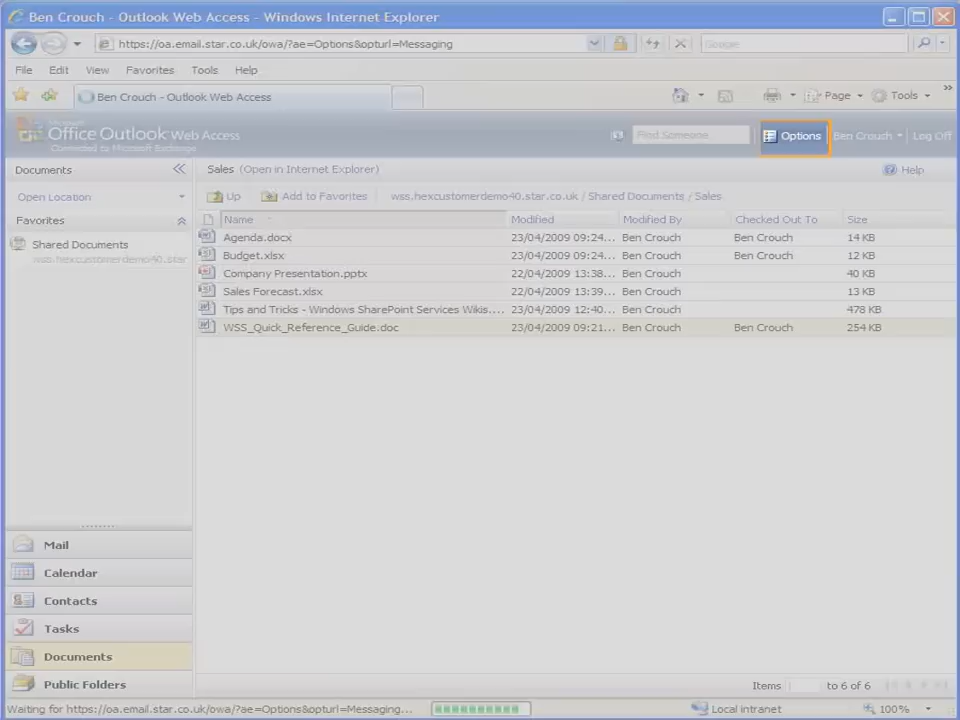 Ben Crouch - Outlook Web Access - Windows Internet Explorer
https://oa.email.star.co.uk/owa/?ae=Options&opturl=Messaging
Google
File Edit View Favorites Tools Help
Ben Crouch - Outlook Web Access
Page Tools
Microsoft
Office Outlook Web Access
Connected to Microsoft Exchange
Find Someone
Options
Ben Crouch
Log Off
Documents
Sales (Open in Internet Explorer)
Help
Open Location
Up
Add to Favorites
wss.hexcustomerdemo40.star.co.uk / Shared Documents / Sales
Favorites
Name Modified Modified By Checked Out To Size
Shared Documents
wss.hexcustomerdemo40.star
Agenda.docx 23/04/2009 09:24... Ben Crouch Ben Crouch 14 KB
Budget.xlsx 23/04/2009 09:24... Ben Crouch Ben Crouch 12 KB
Company Presentation.pptx 22/04/2009 13:38... Ben Crouch 40 KB
Sales Forecast.xlsx 22/04/2009 13:39... Ben Crouch 13 KB
Tips and Tricks - Windows SharePoint Services Wikis.... 23/04/2009 12:40... Ben Crouch 478 KB
WSS_Quick_Reference_Guide.doc 23/04/2009 09:21... Ben Crouch Ben Crouch 254 KB
Mail
Calendar
Contacts
Tasks
Documents
Public Folders
Items to 6 of 6
Waiting for https://oa.email.star.co.uk/owa/?ae=Options&opturl=Messaging...
Local intranet
100%